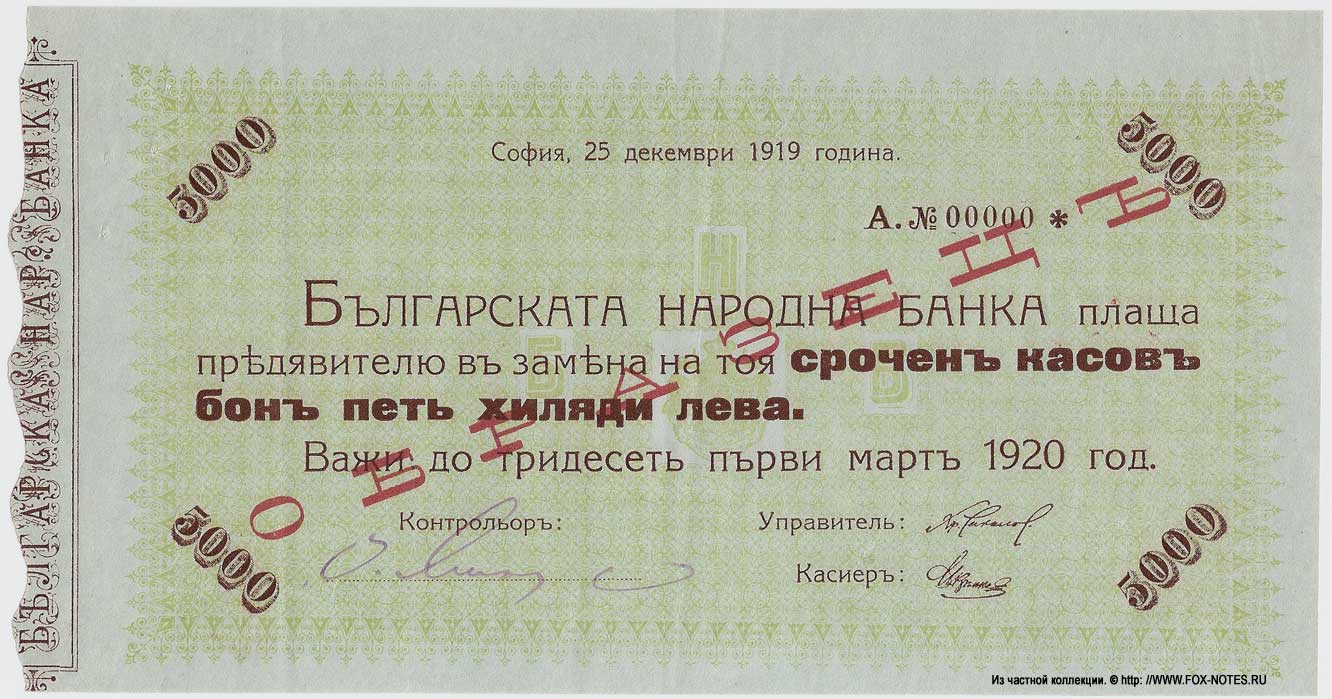 БЪЛГАРСКА НАР. БАНКА
5000
5000
София, 25 декември 1919 година.
А. № 00000 *
ОБРАЗЕЦЪ
БЪЛГАРСКАТА НАРОДНА БАНКА плаща
прѣдявителю въ замѣна на тоя сроченъ касовъ
бонъ петь хиляди лева.
Важи до тридесеть първи мартъ 1920 год.
Н
Б
Б
Контрольоръ:
Управитель:
Касиеръ:
5000
5000
Из частной коллекции. © http: //WWW.FOX-NOTES.RU